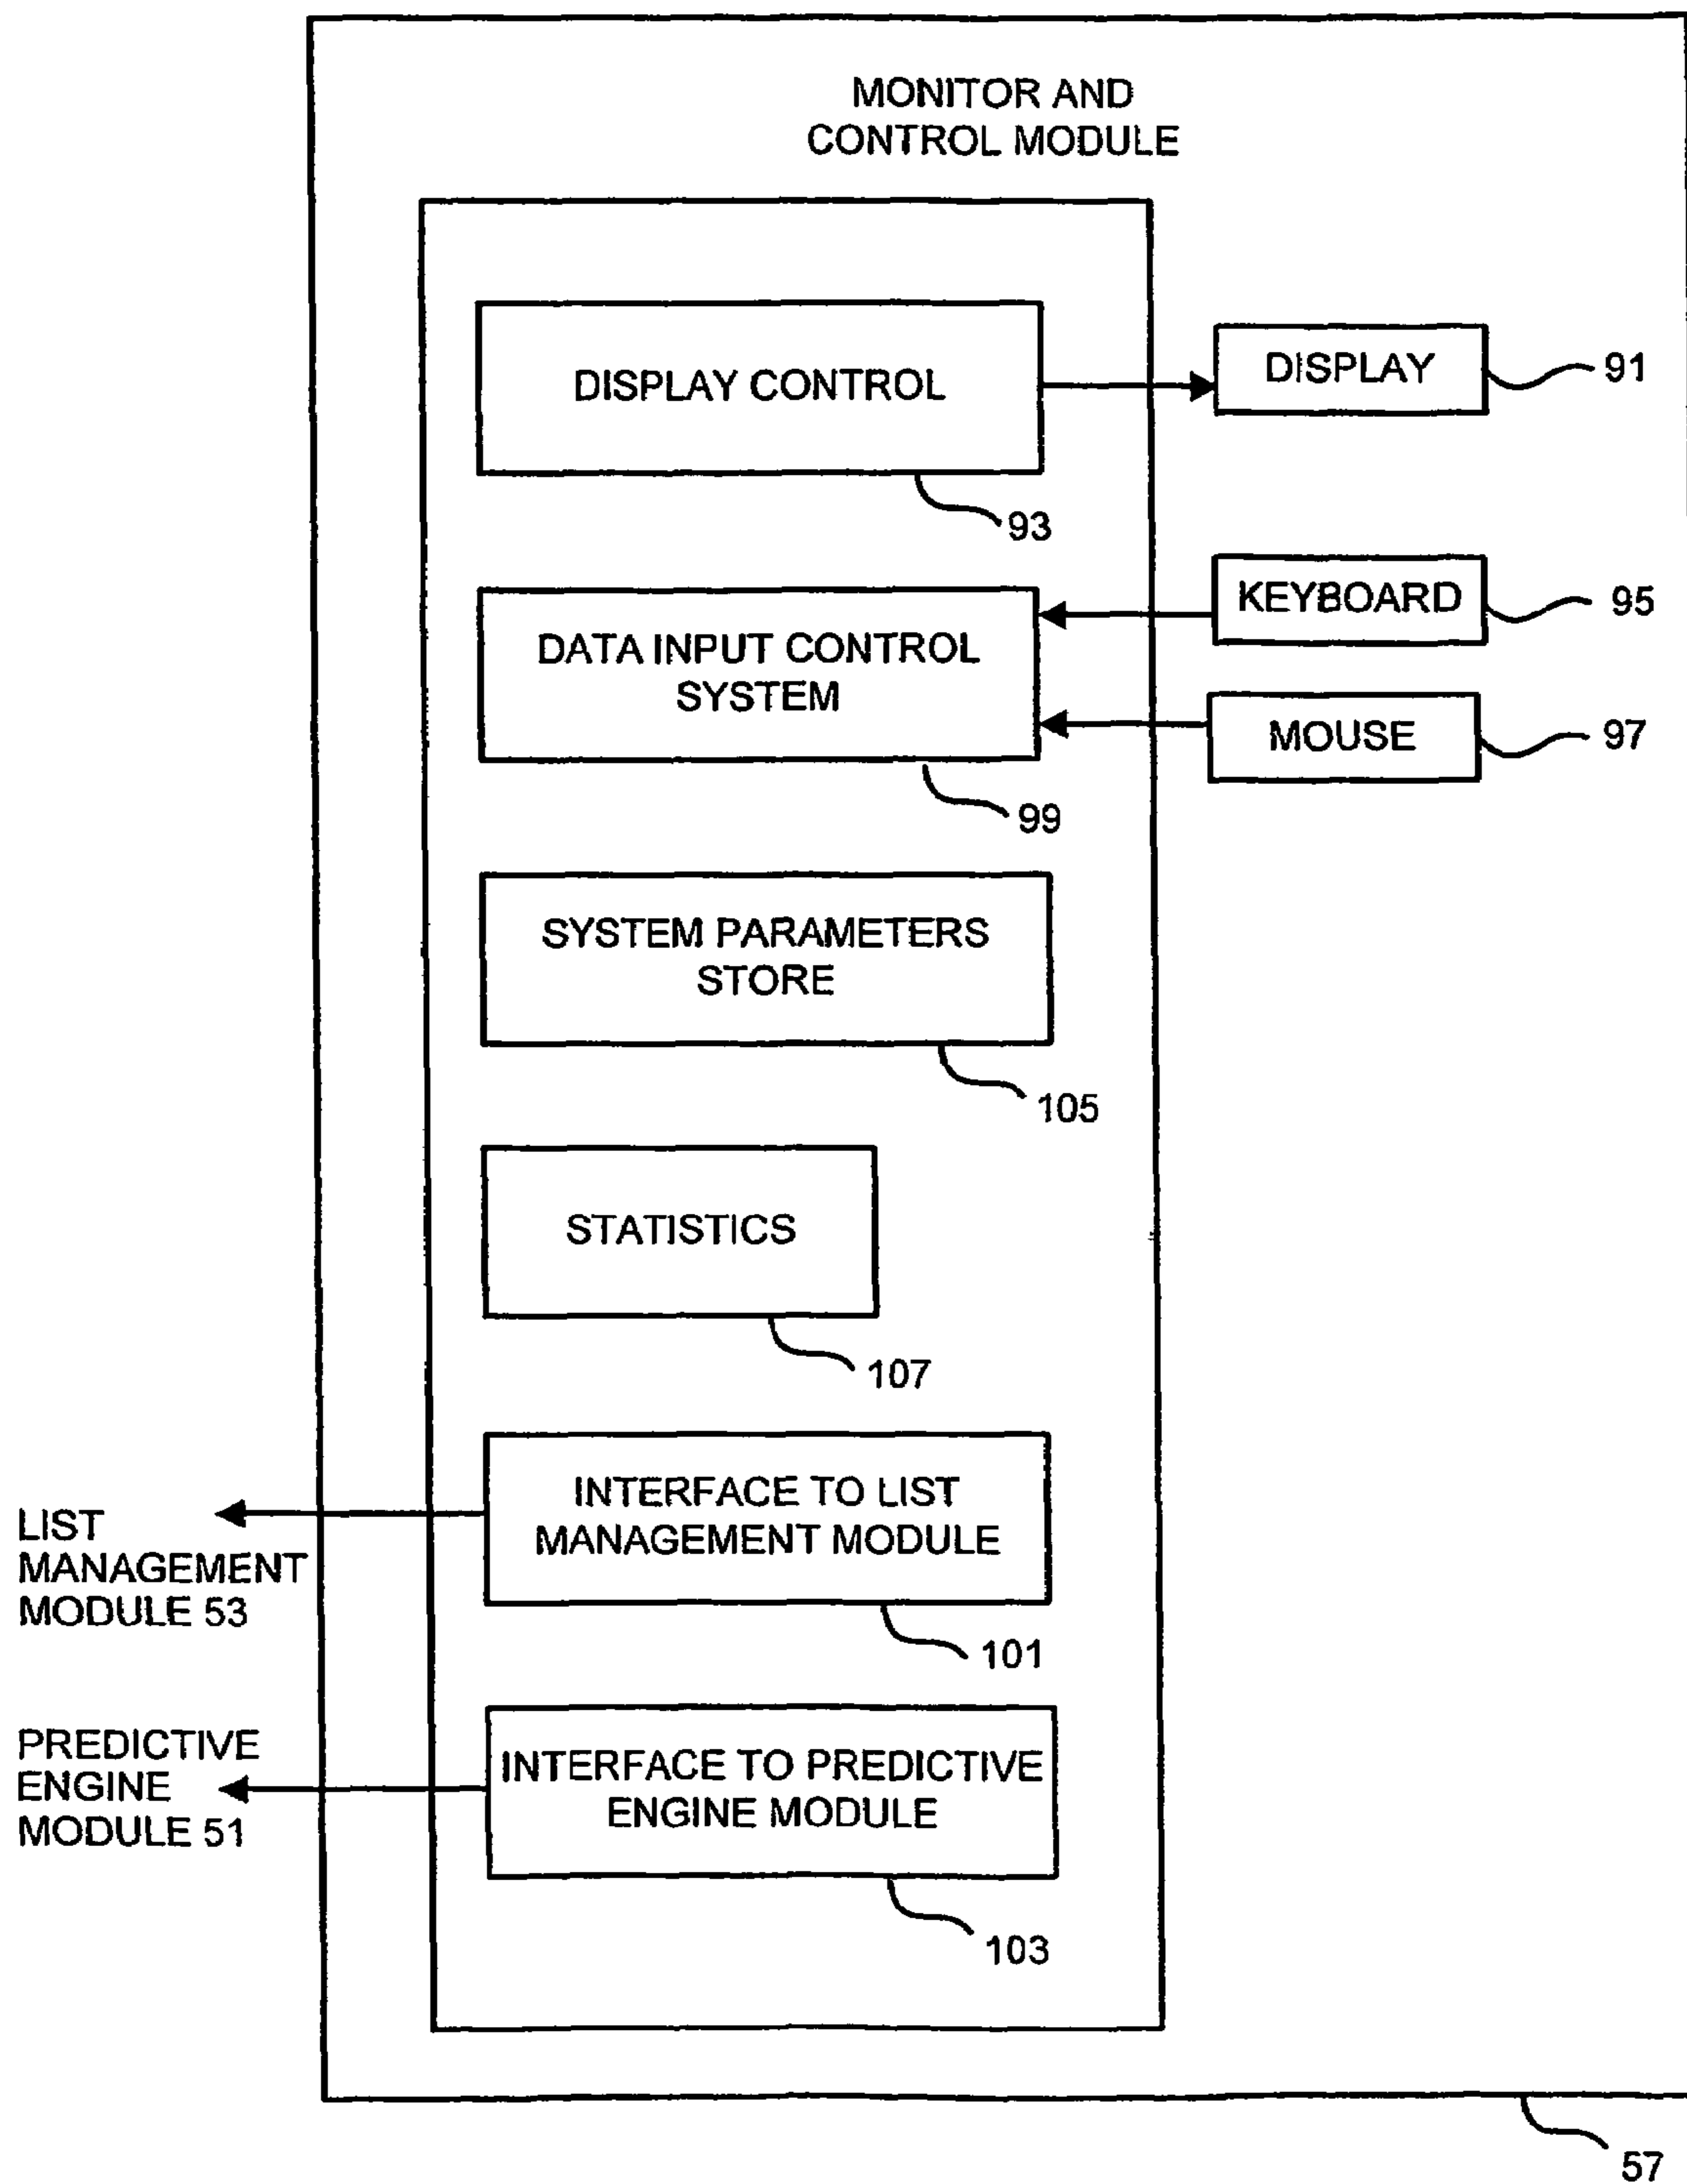 MONITOR AND
CONTROL MODULE
DISPLAY CONTROL
DISPLAY
91
93
KEYBOARD
95
DATA INPUT CONTROL
SYSTEM
MOUSE
97
99
SYSTEM PARAMETERS
STORE
105
STATISTICS
107
INTERFACE TO LIST
MANAGEMENT MODULE
LIST
MANAGEMENT
MODULE 53
101
PREDICTIVE
ENGINE
MODULE 51
INTERFACE TO PREDICTIVE
ENGINE MODULE
103
57